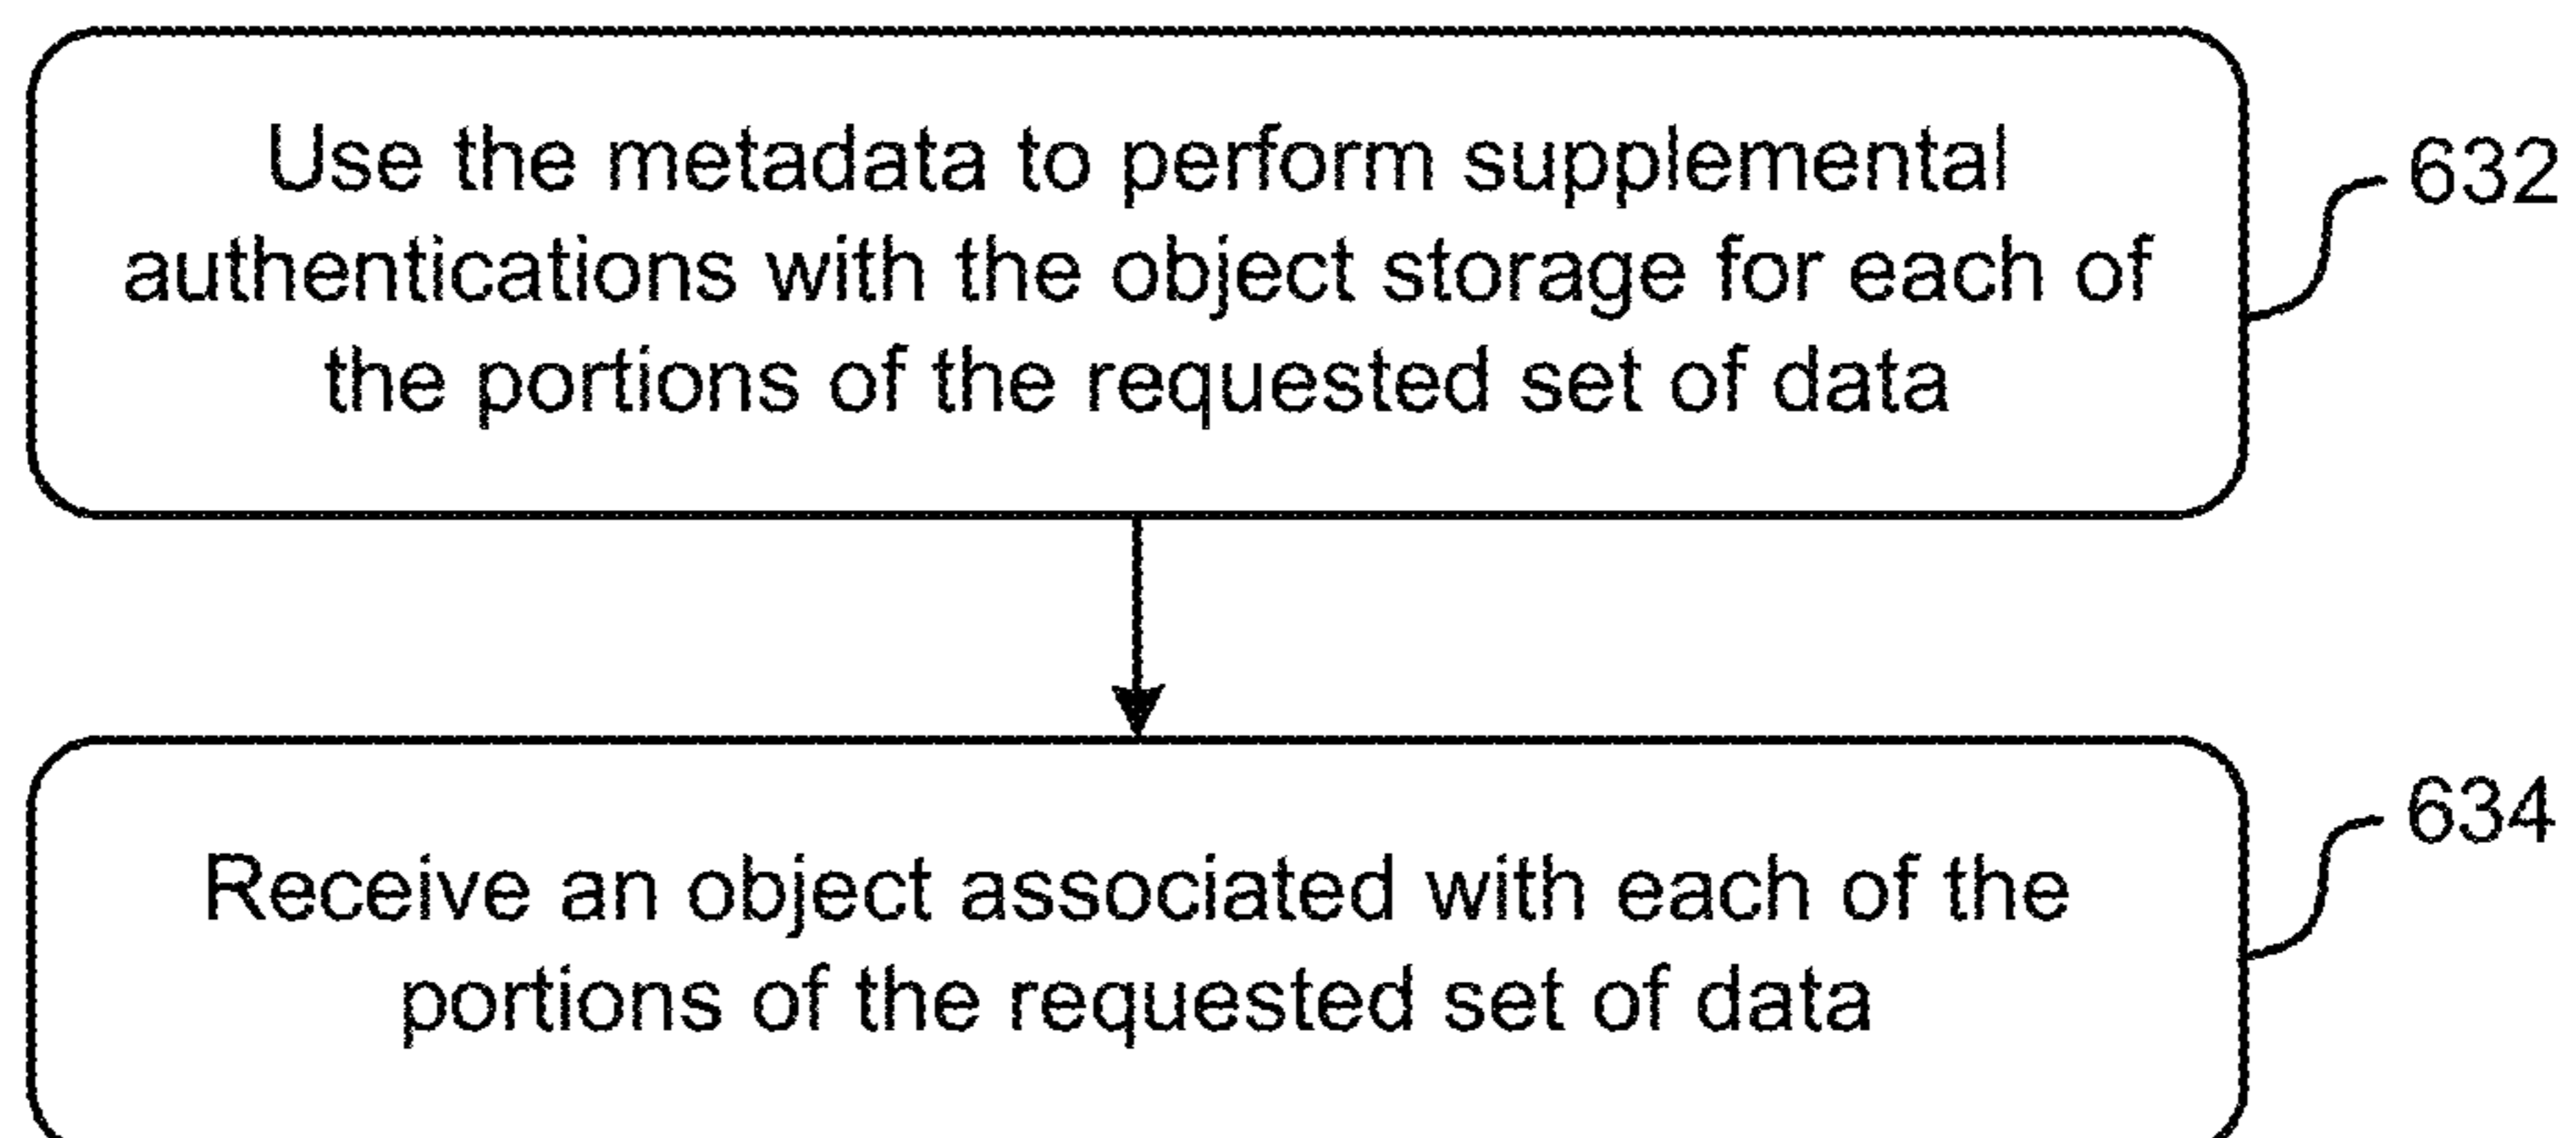 Use the metadata to perform supplemental
authentications with the object storage for each of
the portions of the requested set of data
632
Receive an object associated with each of the
portions of the requested set of data
634